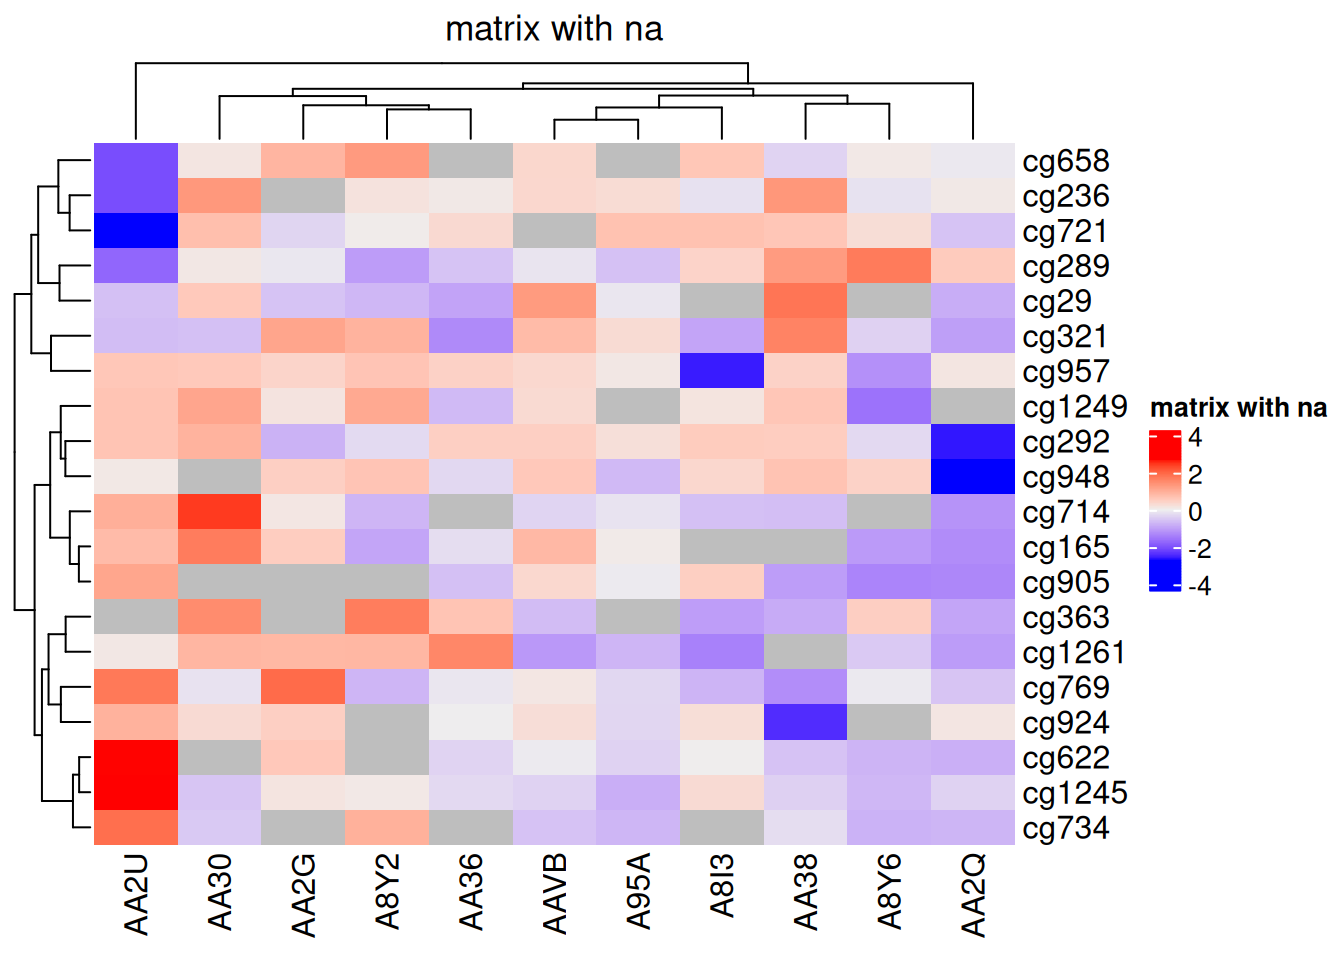 matrix with na
cg658
cg236
cg721
cg289
cg29
cg321
cg957
cg1249
cg292
cg948
cg714
cg165
cg905
cg363
cg1261
cg769
cg924
cg622
cg1245
cg734
matrix with na
4
2
0
-2
-4
AA2U
AA30
AA2G
A8Y2
AA36
AAVB
A95A
A8I3
AA38
A8Y6
AA2Q